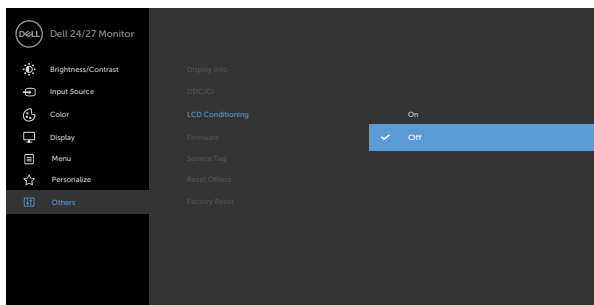 DELL
Dell 24/27 Monitor
Brightness/Contrast
Input Source
Color
Display
Menu
Personalize
Others
Display Info
DDC/CI
LCD Conditioning
Firmware
Service Tag
Reset Others
Factory Reset
On
Off